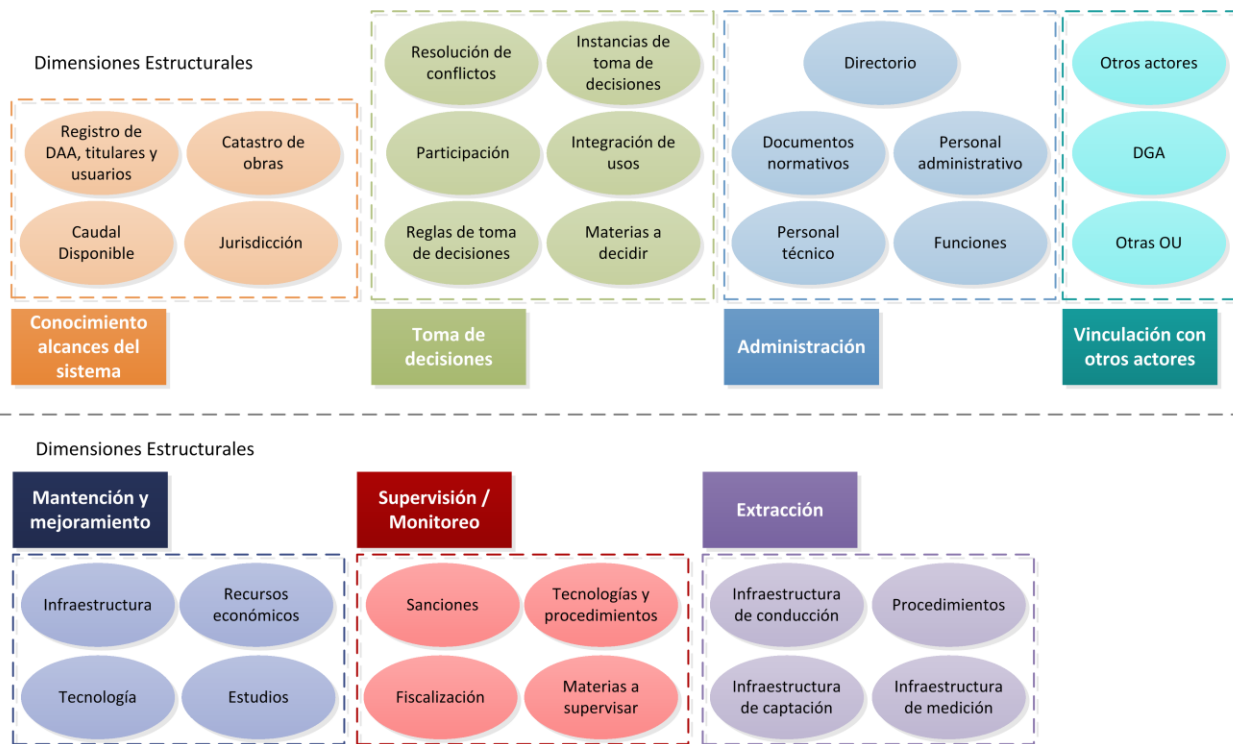 Dimensiones Estructurales
Registro de
DAA, titulares y
usuarios
Catastro de
obras
Caudal
Disponible
Jurisdicción
Conocimiento
alcances del
sistema
Resolución de
conflictos
Instancias de
toma de
decisiones
Participación
Integración de
usos
Reglas de toma
de decisiones
Materias a
decidir
Toma de
decisiones
Directorio
Documentos
normativos
Personal
administrativo
Personal
técnico
Funciones
Administración
Otros actores
DGA
Otras OU
Vinculación con
otros actores
Dimensiones Estructurales
Mantención y
mejoramiento
Infraestructura
Recursos
económicos
Tecnología
Estudios
Supervisión /
Monitoreo
Sanciones
Tecnologías y
procedimientos
Fiscalización
Materias a
supervisar
Extracción
Infraestructura
de conducción
Procedimientos
Infraestructura
de captación
Infraestructura
de medición